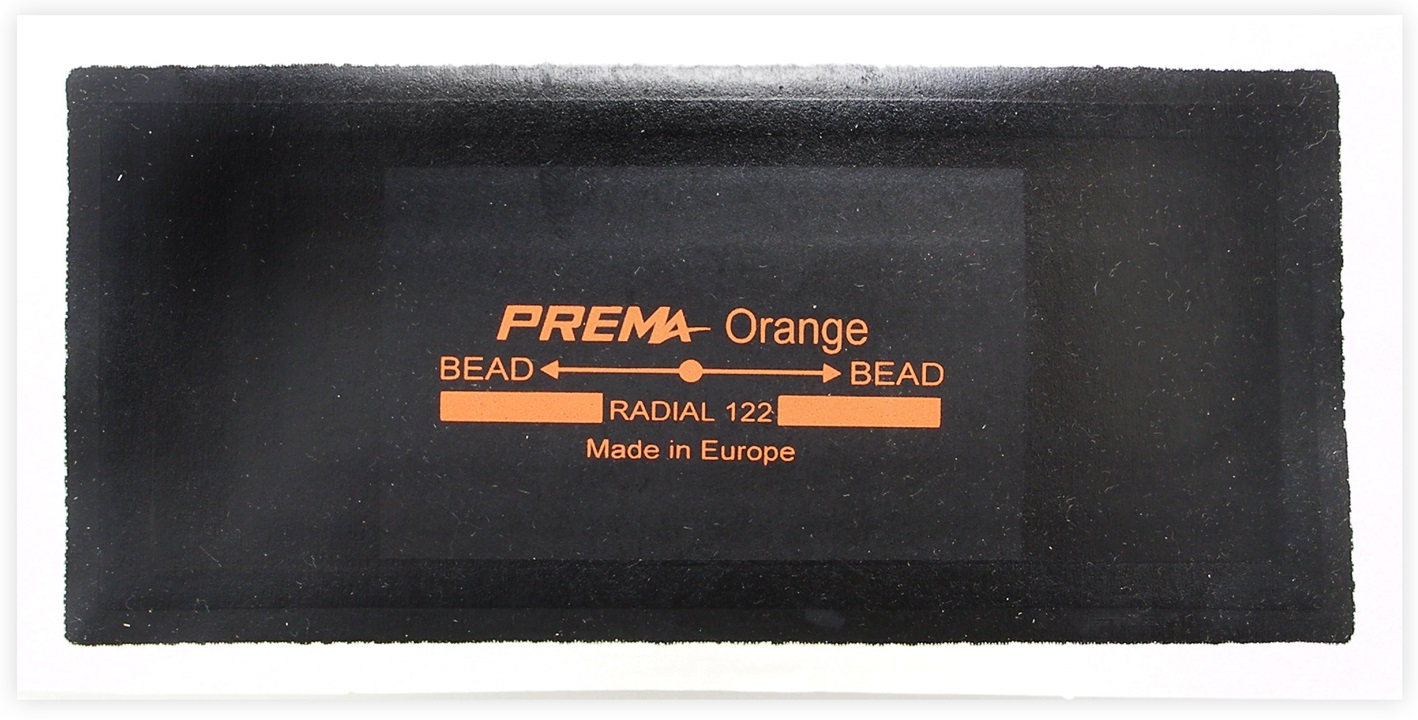 PREMA Orange
BEAD BEAD
RADIAL 122
Made in Europe